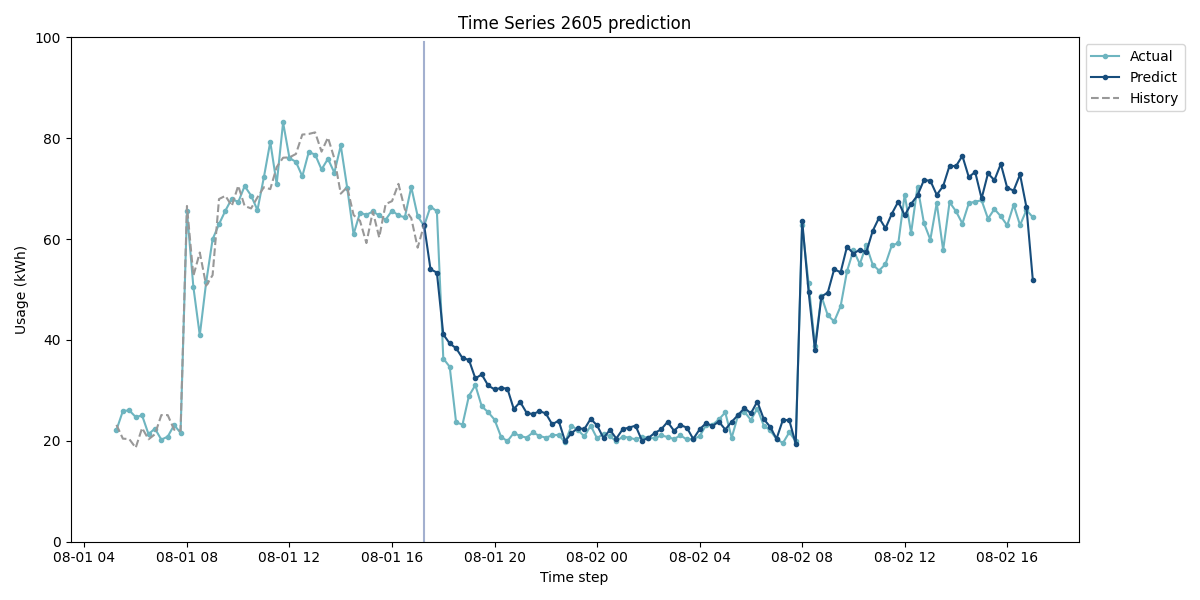 Time Series 2605 prediction
100
80
60
40
20
0
Usage (kWh)
08-01 04
08-01 08
08-01 12
08-01 16
08-01 20
08-02 00
08-02 04
08-02 08
08-02 12
08-02 16
Time step
Actual
Predict
History